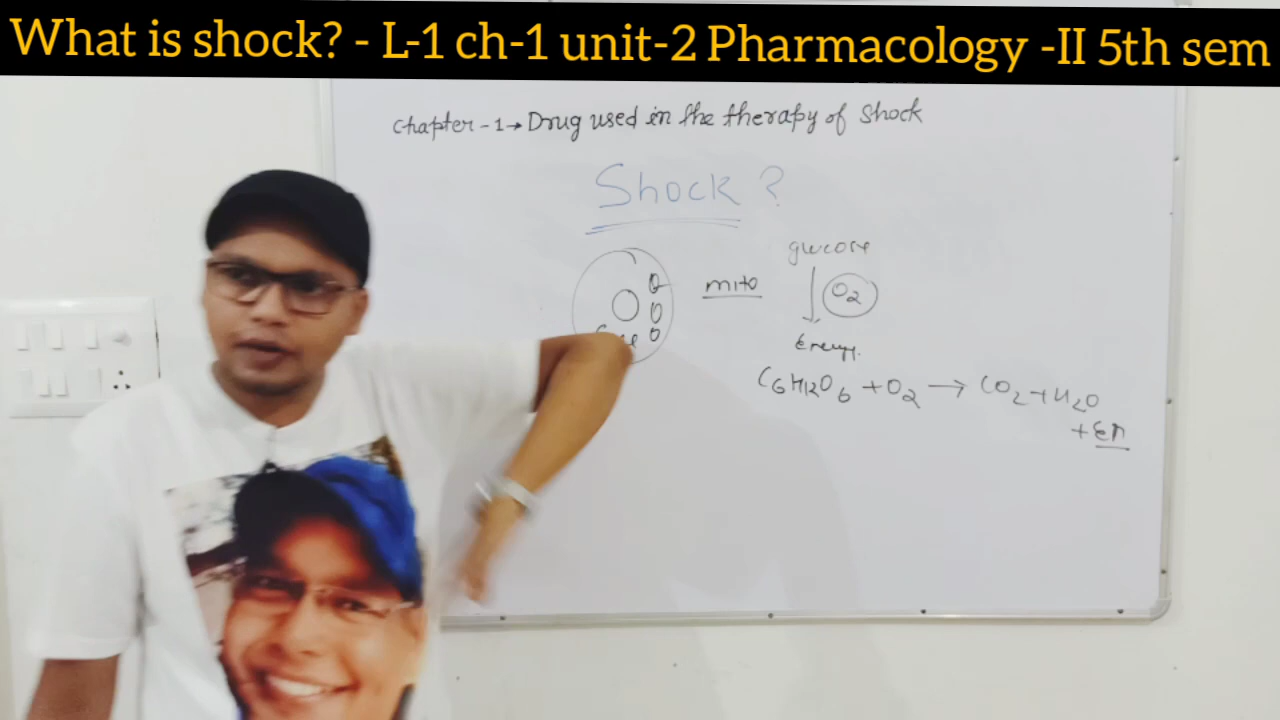 What is shock? - L-1 ch-1 unit-2 Pharmacology -II 5th sem
Chapter-1→ Drug used in the therapy of Shock
Shock ?
glucose
mito
O2
Energy.
C6H12O6 + O2 → CO2 + H2O
+ En